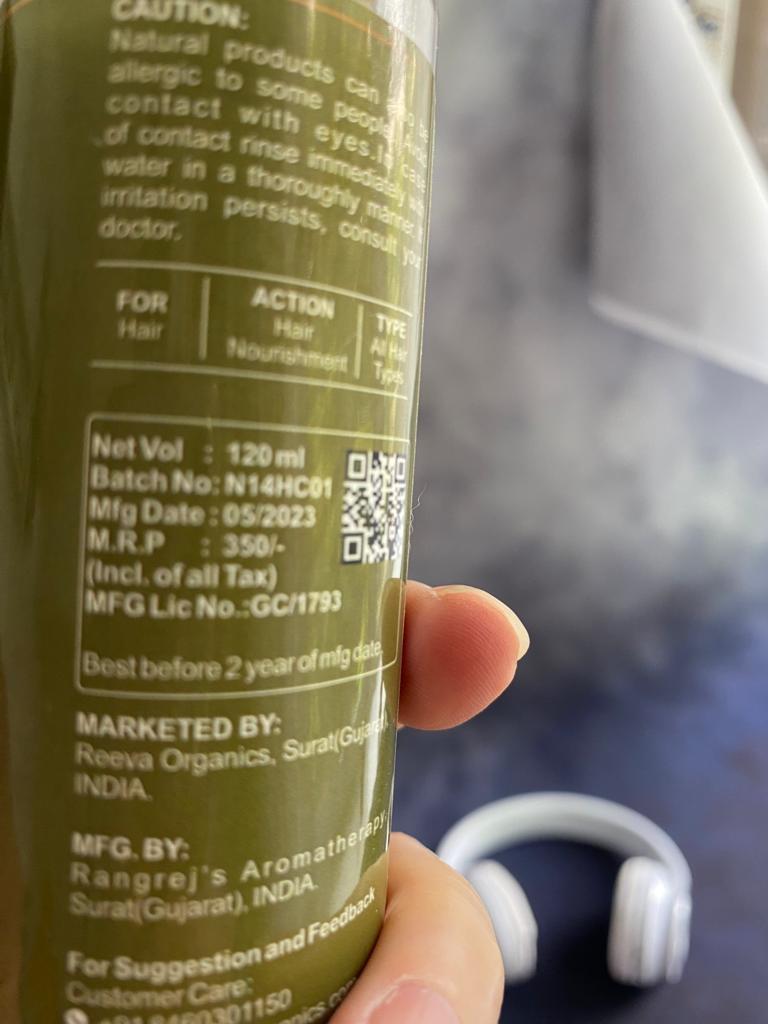 CAUTION:
Natural products can be
allergic to some people.
contact with eyes.In case
of contact rinse immediately
water in a thoroughly manner.
irritation persists, consult your
doctor.
FOR
Hair
ACTION
Hair
Nourishment
TYPE
All Hair
Types
Net Vol : 120 ml
Batch No: N14HC01
Mfg Date : 05/2023
M.R.P : 350/-
(Incl. of all Tax)
MFG Lic No.:GC/1793
Best before 2 year of mfg date.
MARKETED BY:
Reeva Organics, Surat(Gujarat),
INDIA.
MFG. BY:
Rangrej's Aromatherapy,
Surat(Gujarat), INDIA.
For Suggestion and Feedback
Customer Care: